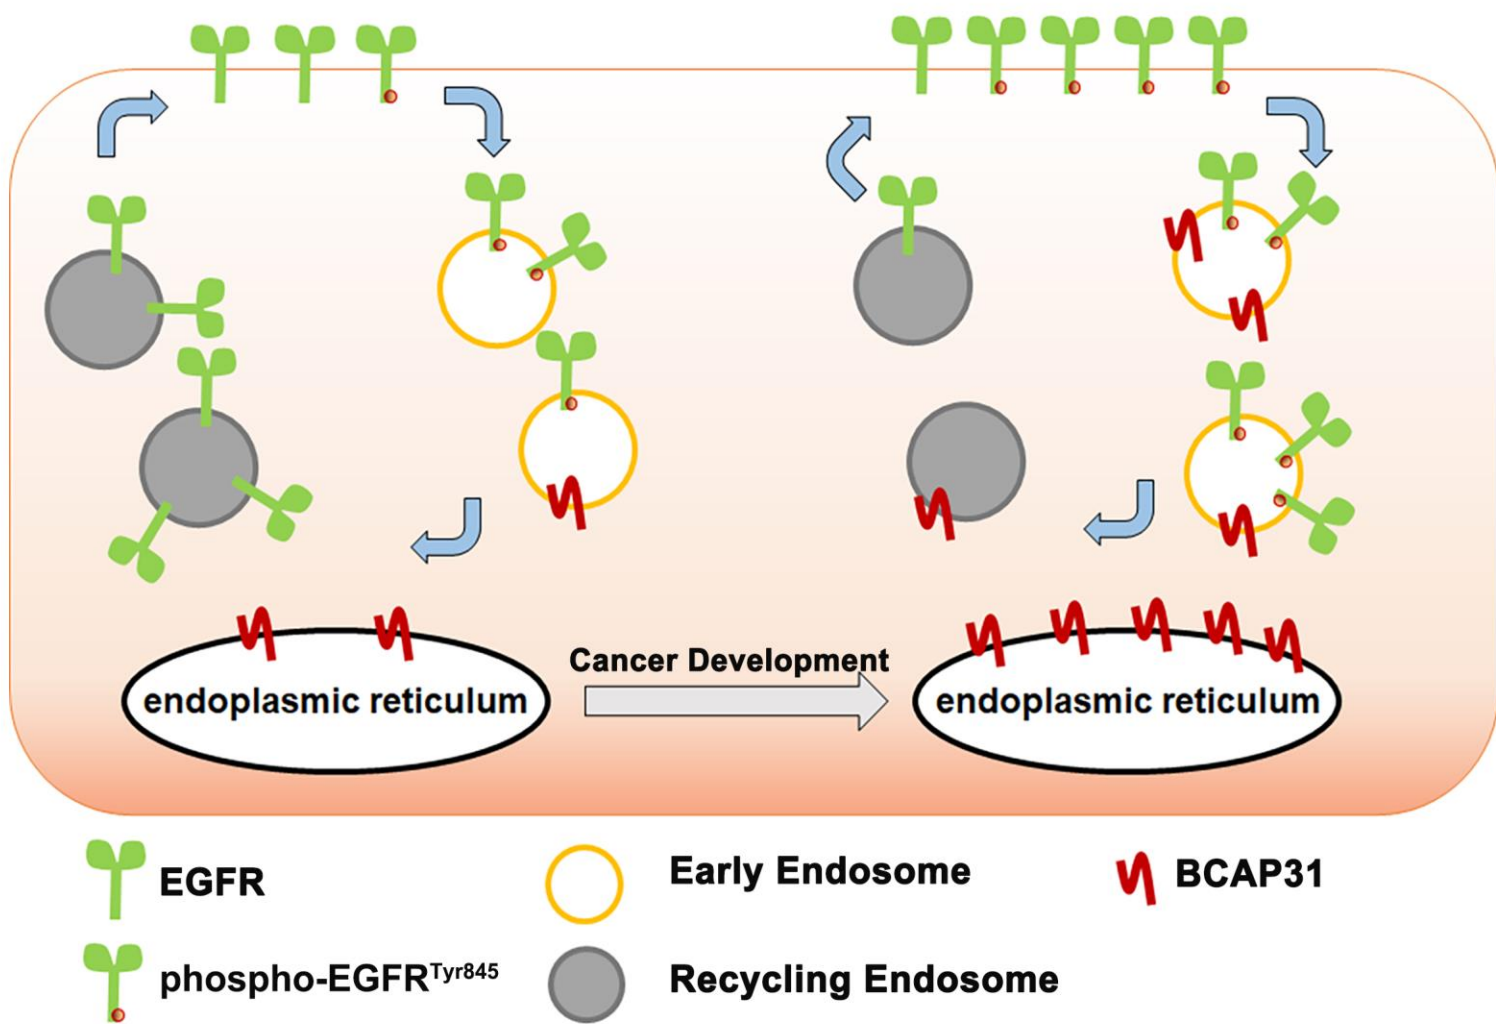 Cancer Development
endoplasmic reticulum
endoplasmic reticulum
EGFR
Early Endosome
BCAP31
phospho-EGFRTyr845
Recycling Endosome